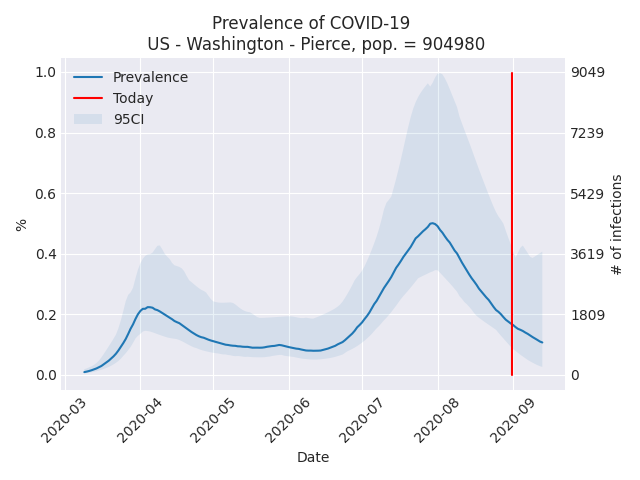 Prevalence of COVID-19
US - Washington - Pierce, pop. = 904980
Prevalence
Today
95CI
1.0
0.8
0.6
0.4
0.2
0.0
%
9049
7239
5429
3619
1809
0
# of infections
2020-03
2020-04
2020-05
2020-06
2020-07
2020-08
2020-09
Date